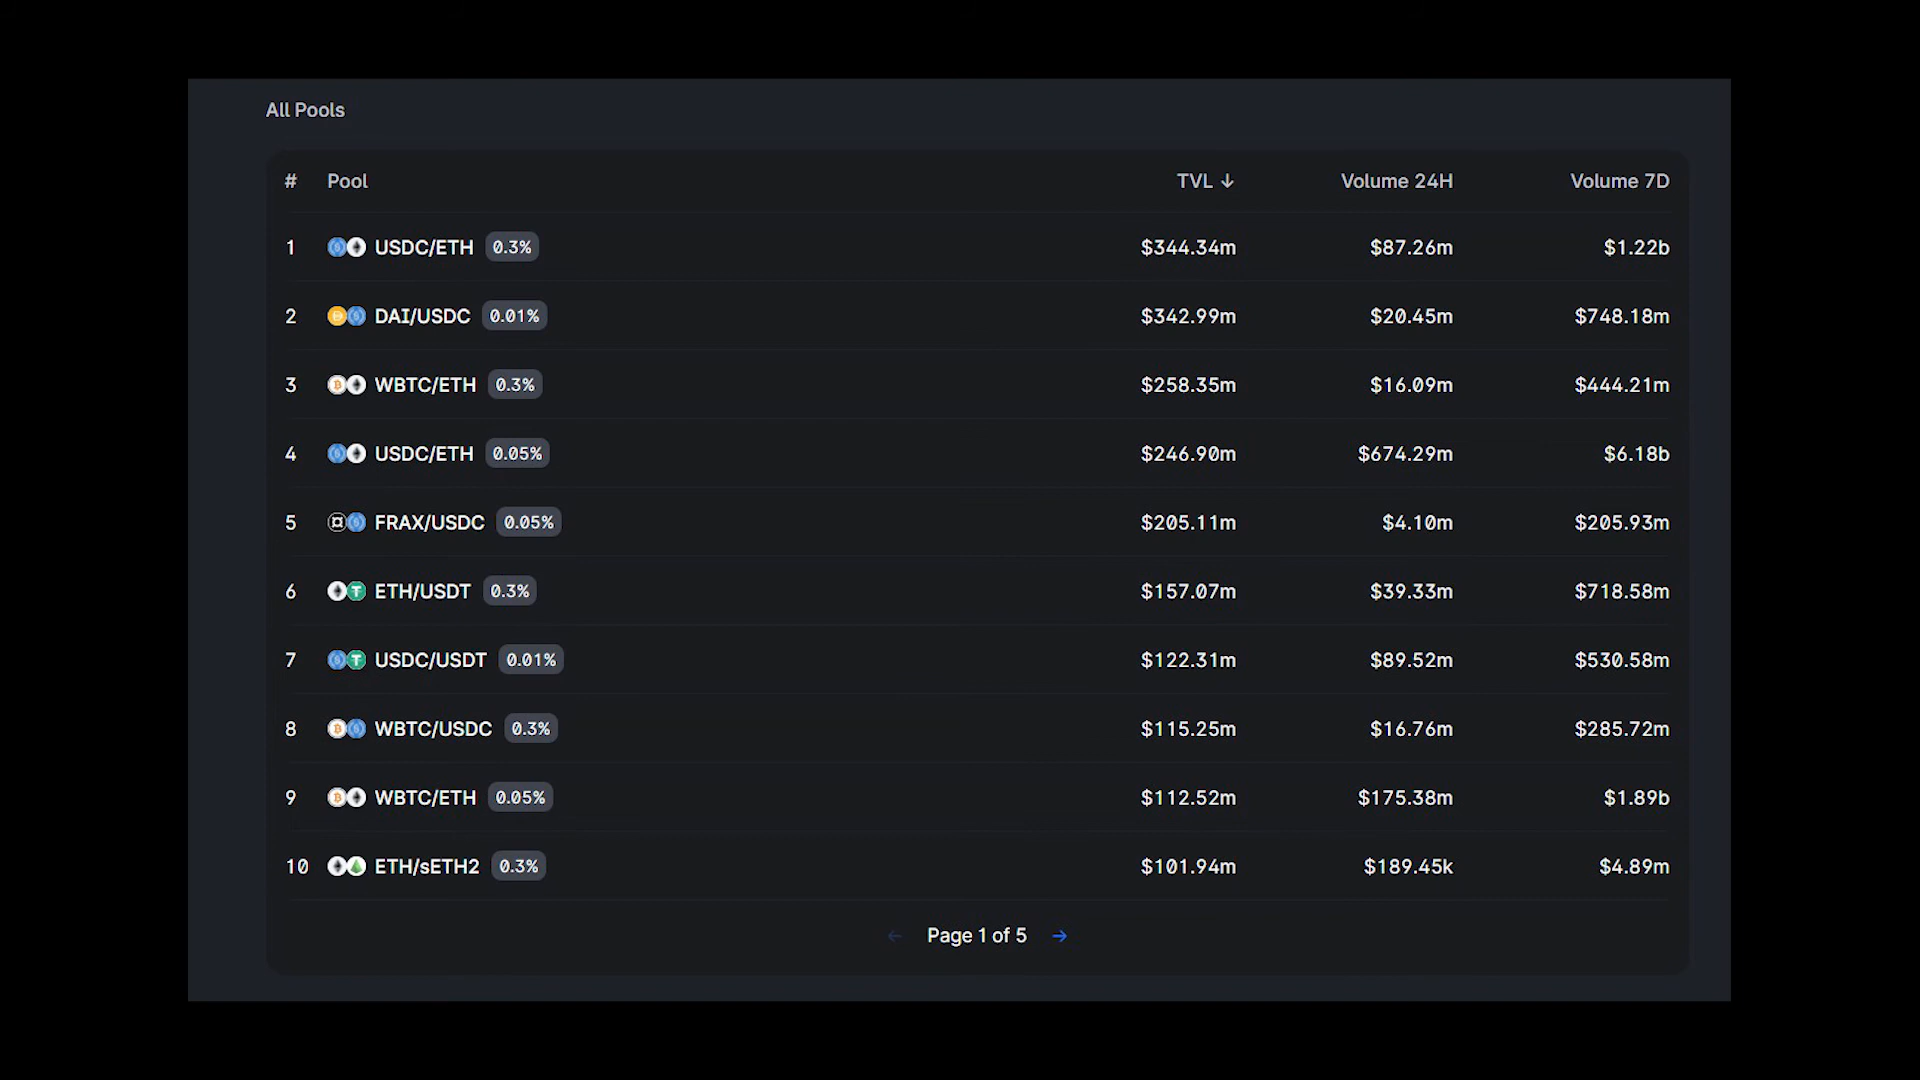 All Pools
# Pool TVL ↓ Volume 24H Volume 7D
1 USDC/ETH 0.3% $344.34m $87.26m $1.22b
2 DAI/USDC 0.01% $342.99m $20.45m $748.18m
3 WBTC/ETH 0.3% $258.35m $16.09m $444.21m
4 USDC/ETH 0.05% $246.90m $674.29m $6.18b
5 FRAX/USDC 0.05% $205.11m $4.10m $205.93m
6 ETH/USDT 0.3% $157.07m $39.33m $718.58m
7 USDC/USDT 0.01% $122.31m $89.52m $530.58m
8 WBTC/USDC 0.3% $115.25m $16.76m $285.72m
9 WBTC/ETH 0.05% $112.52m $175.38m $1.89b
10 ETH/sETH2 0.3% $101.94m $189.45k $4.89m
← Page 1 of 5 →